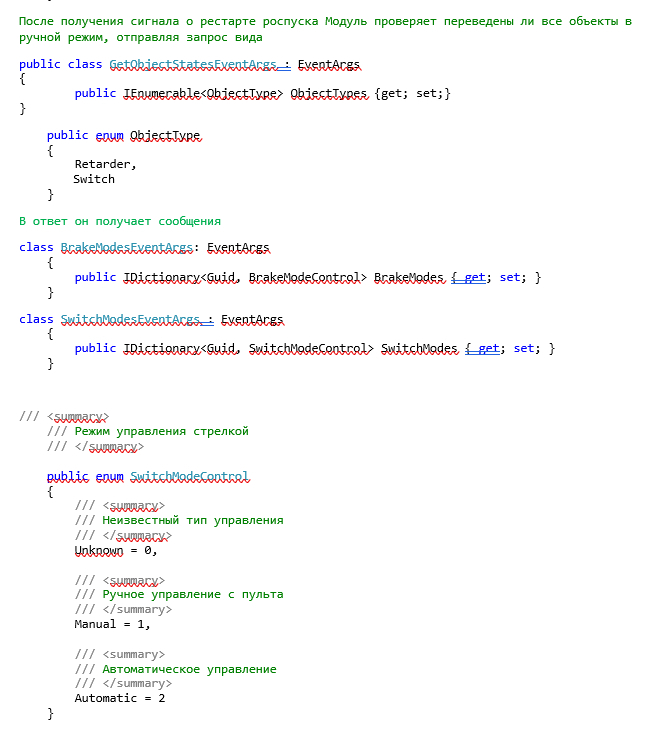 После получения сигнала о рестарте роспуска Модуль проверяет переведены ли все объекты в
ручной режим, отправляя запрос вида
public class GetObjectStatesEventArgs : EventArgs
{
public IEnumerable<ObjectType> ObjectTypes {get; set;}
}
public enum ObjectType
{
Retarder,
Switch
}
В ответ он получает сообщения
class BrakeModesEventArgs: EventArgs
{
public IDictionary<Guid, BrakeModeControl> BrakeModes { get; set; }
}
class SwitchModesEventArgs : EventArgs
{
public IDictionary<Guid, SwitchModeControl> SwitchModes { get; set; }
}
/// <summary>
/// Режим управления стрелкой
/// </summary>
public enum SwitchModeControl
{
/// <summary>
/// Неизвестный тип управления
/// </summary>
Unknown = 0,
/// <summary>
/// Ручное управление с пульта
/// </summary>
Manual = 1,
/// <summary>
/// Автоматическое управление
/// </summary>
Automatic = 2
}